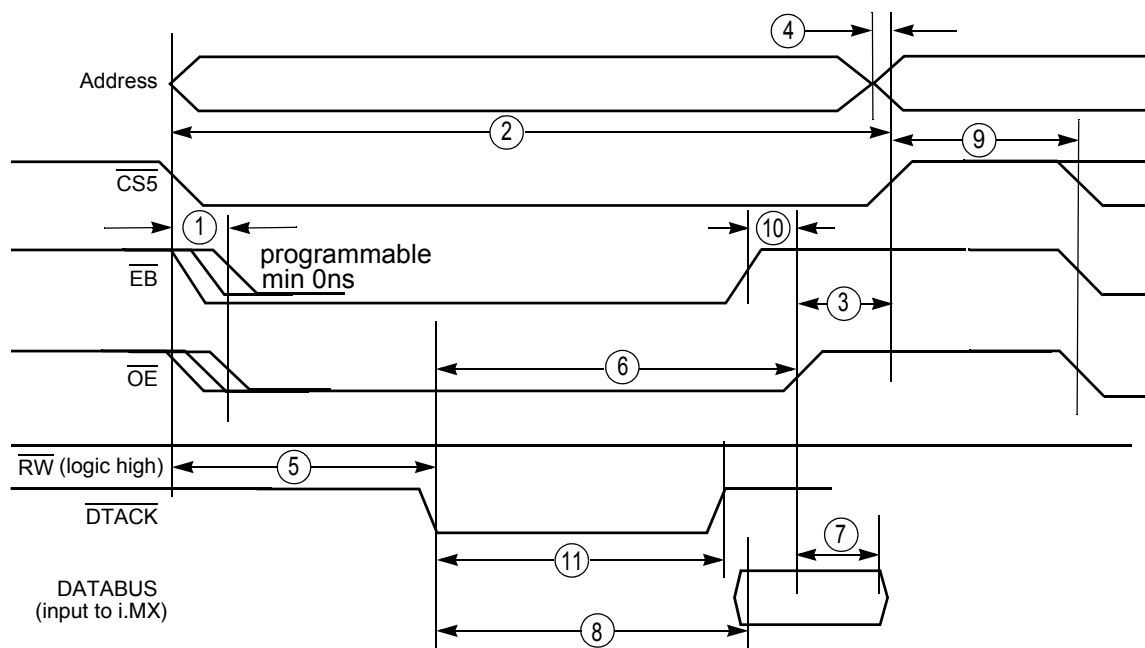 4
Address
2
9
CS5
1
10
programmable
min 0ns
EB
3
6
OE
RW (logic high)
5
DTACK
7
11
DATABUS
(input to i.MX)
8